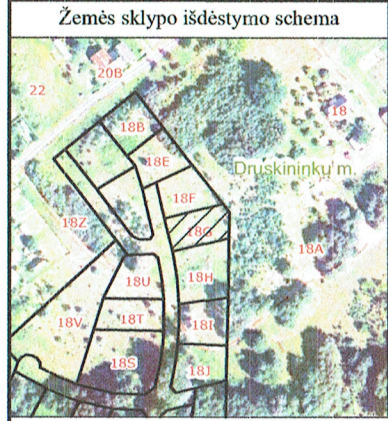 Žemės sklypo išdėstymo schema
20B
22
18
18B
18E
Druskininkų m.
18F
18Z
18G
18A
18U
18H
18V
18T
18I
18S
18J